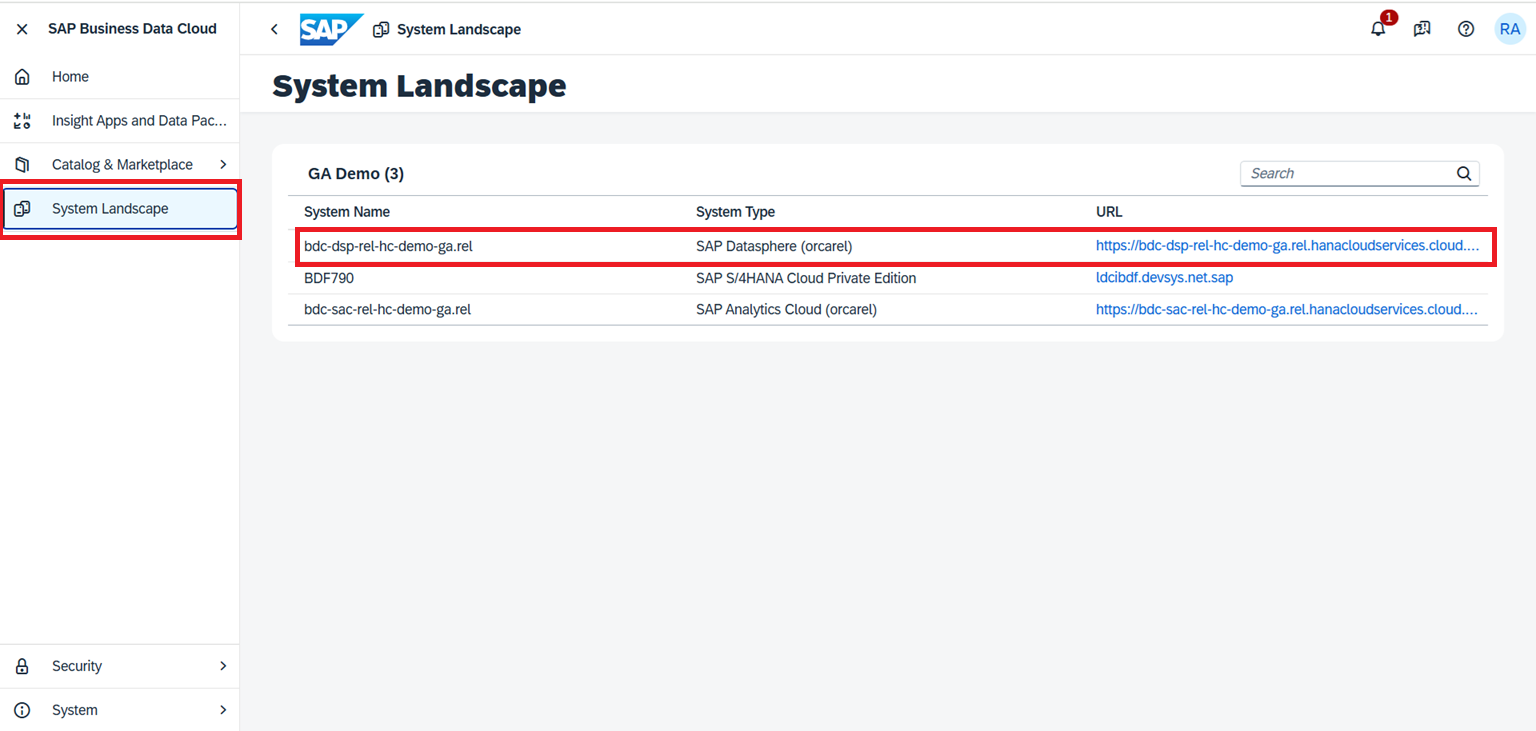 SAP Business Data Cloud
Home
Insight Apps and Data Pac...
Catalog & Marketplace
System Landscape
Security
System
SAP System Landscape
1
RA
System Landscape
GA Demo (3)
Search
System Name System Type URL
bdc-dsp-rel-hc-demo-ga.rel SAP Datasphere (orcarel) https://bdc-dsp-rel-hc-demo-ga.rel.hanacloudservices.cloud....
BDF790 SAP S/4HANA Cloud Private Edition ldcibdf.devsys.net.sap
bdc-sac-rel-hc-demo-ga.rel SAP Analytics Cloud (orcarel) https://bdc-sac-rel-hc-demo-ga.rel.hanacloudservices.cloud....